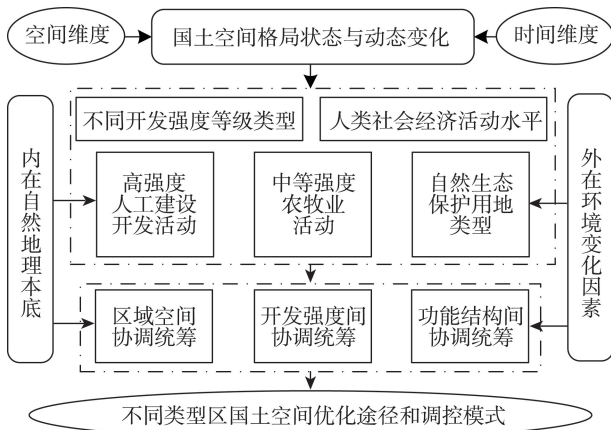 空间维度
国土空间格局状态与动态变化
时间维度
不同开发强度等级类型
人类社会经济活动水平
内在自然地理本底
高强度
人工建设
开发活动
中等强度
农牧业
活动
自然生态
保护用地
类型
外在环境变化因素
区域空间
协调统筹
开发强度间
协调统筹
功能结构间
协调统筹
不同类型区国土空间优化途径和调控模式